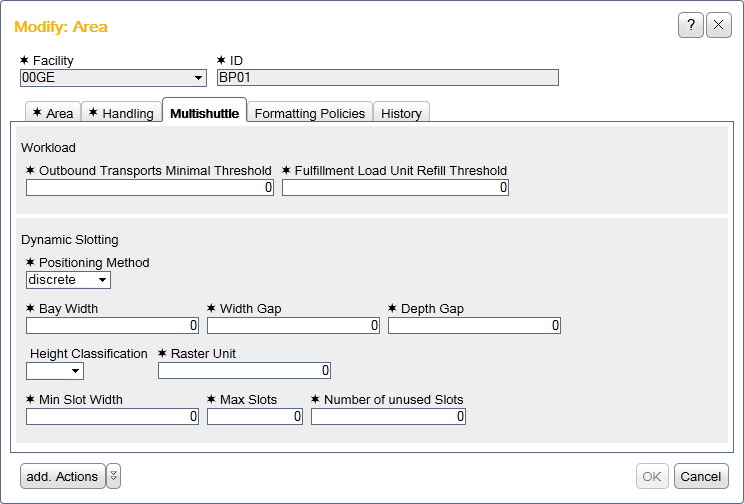 Modify: Area
?
✶ Facility ✶ ID
00GE BP01
✶ Area ✶ Handling Multishuttle Formatting Policies History
Workload
✶ Outbound Transports Minimal Threshold ✶ Fulfillment Load Unit Refill Threshold
0 0
Dynamic Slotting
✶ Positioning Method
discrete
✶ Bay Width ✶ Width Gap ✶ Depth Gap
0 0 0
Height Classification ✶ Raster Unit
0
✶ Min Slot Width ✶ Max Slots ✶ Number of unused Slots
0 0 0
add. Actions OK Cancel